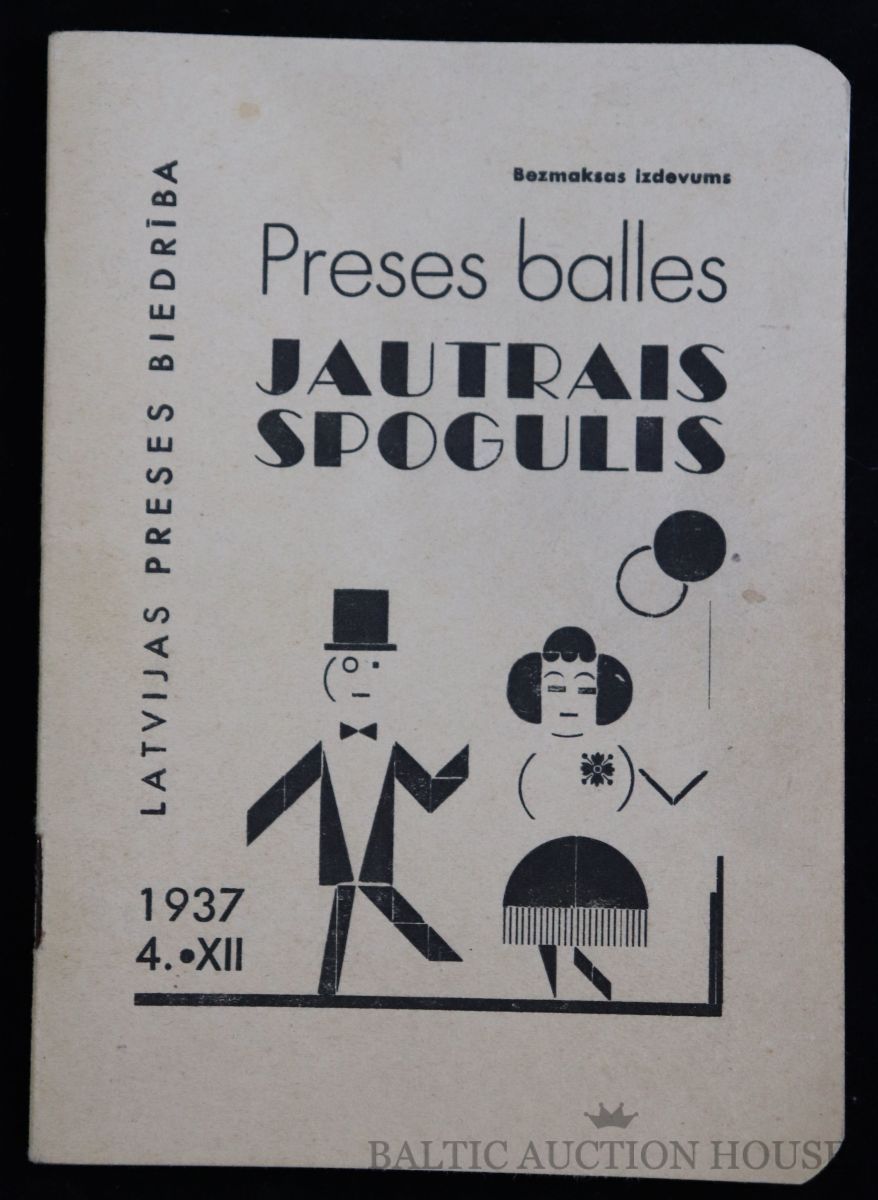 Bezmaksas izdevums
Preses balles
JAUTRAIS
SPOGULIS
LATVIJAS PRESES BIEDRĪBA
1937
4.•XII
BALTIC AUCTION HOUSE